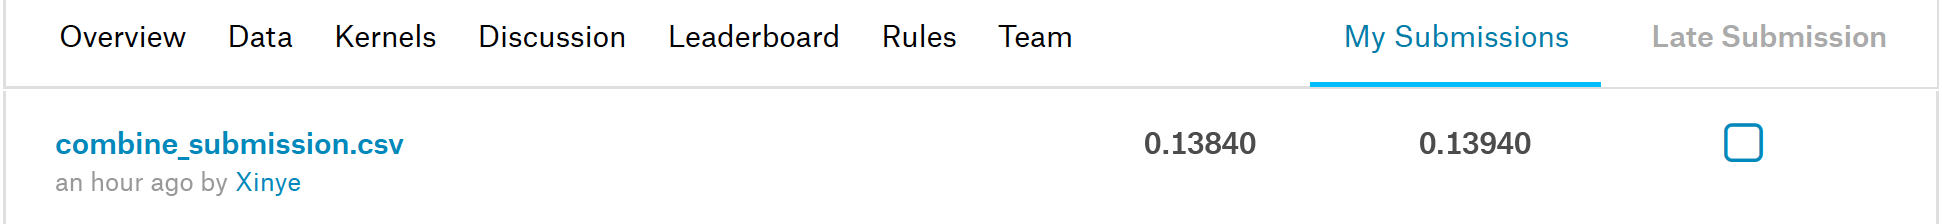 Overview Data Kernels Discussion Leaderboard Rules Team My Submissions Late Submission
combine_submission.csv 0.13840 0.13940
an hour ago by Xinye